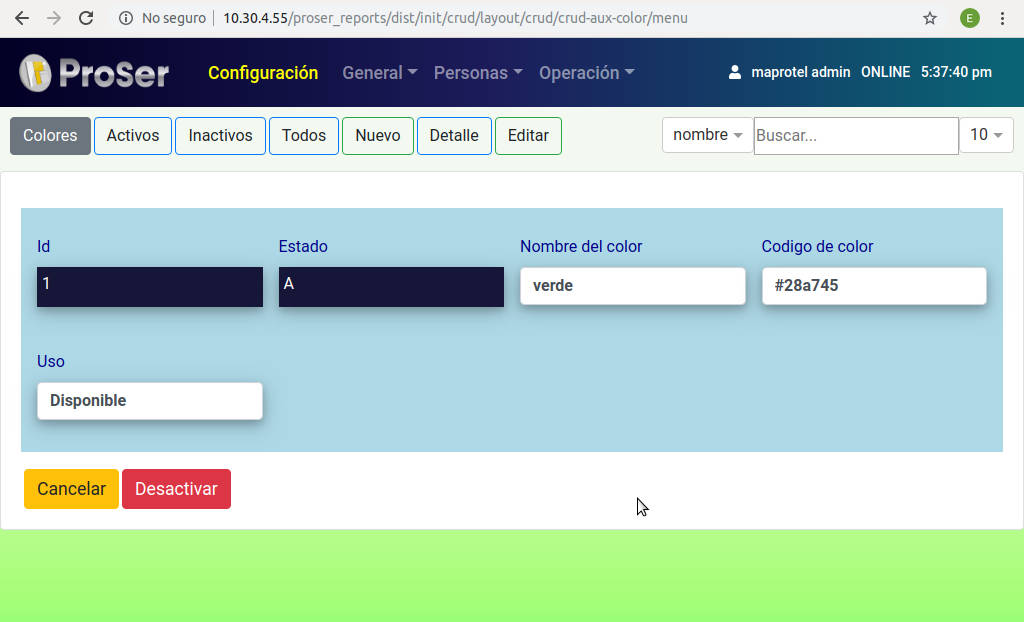 No seguro 10.30.4.55/proser_reports/dist/init/crud/layout/crud/crud-aux-color/menu E
ProSer Configuración General Personas Operación maprotel admin ONLINE 5:37:40 pm
Colores Activos Inactivos Todos Nuevo Detalle Editar nombre Buscar... 10
Id Estado Nombre del color Codigo de color
1 A verde #28a745
Uso
Disponible
Cancelar Desactivar